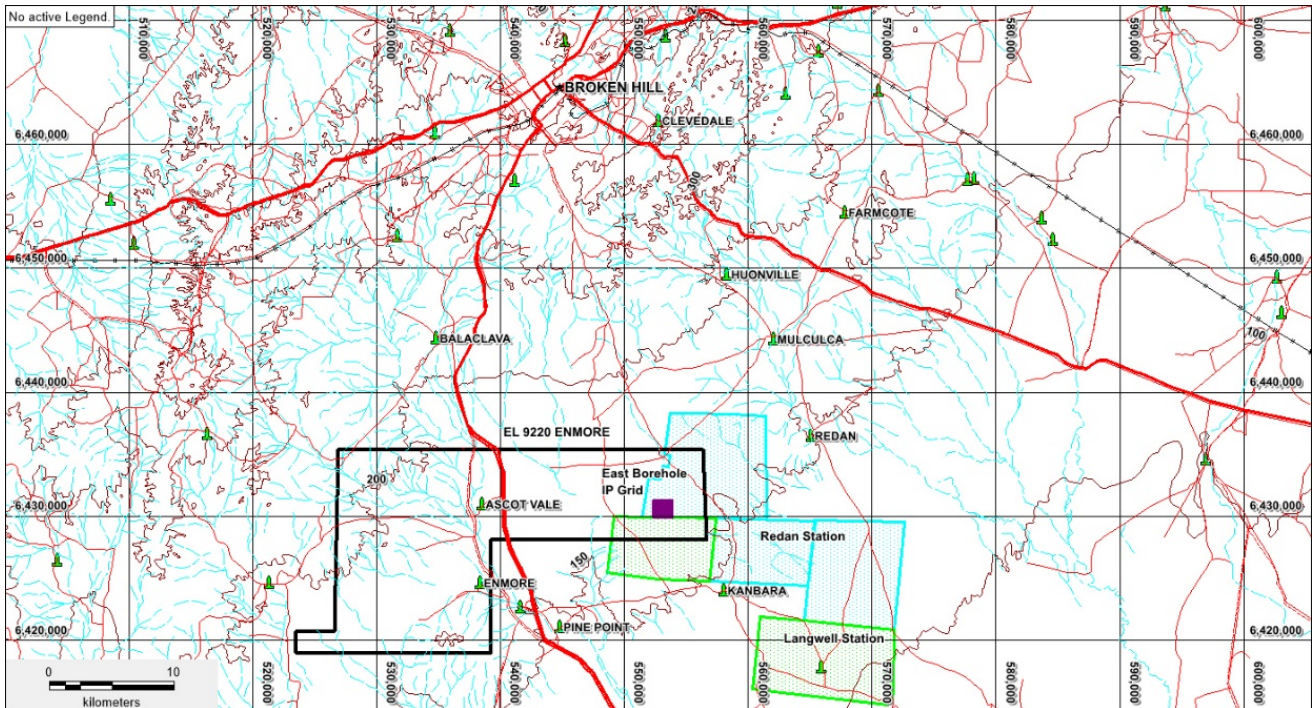 No active Legend.
510,000
520,000
530,000
540,000
550,000
560,000
570,000
580,000
590,000
600,000
BROKEN HILL
CLEVEDALE
6,460,000
6,460,000
300
FARMCOTE
6,450,000
6,450,000
HUONVILLE
100
BALACLAVA
MULCULCA
6,440,000
6,440,000
EL 9220 ENMORE
REDAN
200
East Borehole
IP Grid
ASCOT VALE
6,430,000
6,430,000
Redan Station
150
ENMORE
KANBARA
PINE POINT
6,420,000
6,420,000
Langwell Station
0 10
kilometers
520,000
530,000
540,000
550,000
560,000
570,000
580,000
590,000
600,000